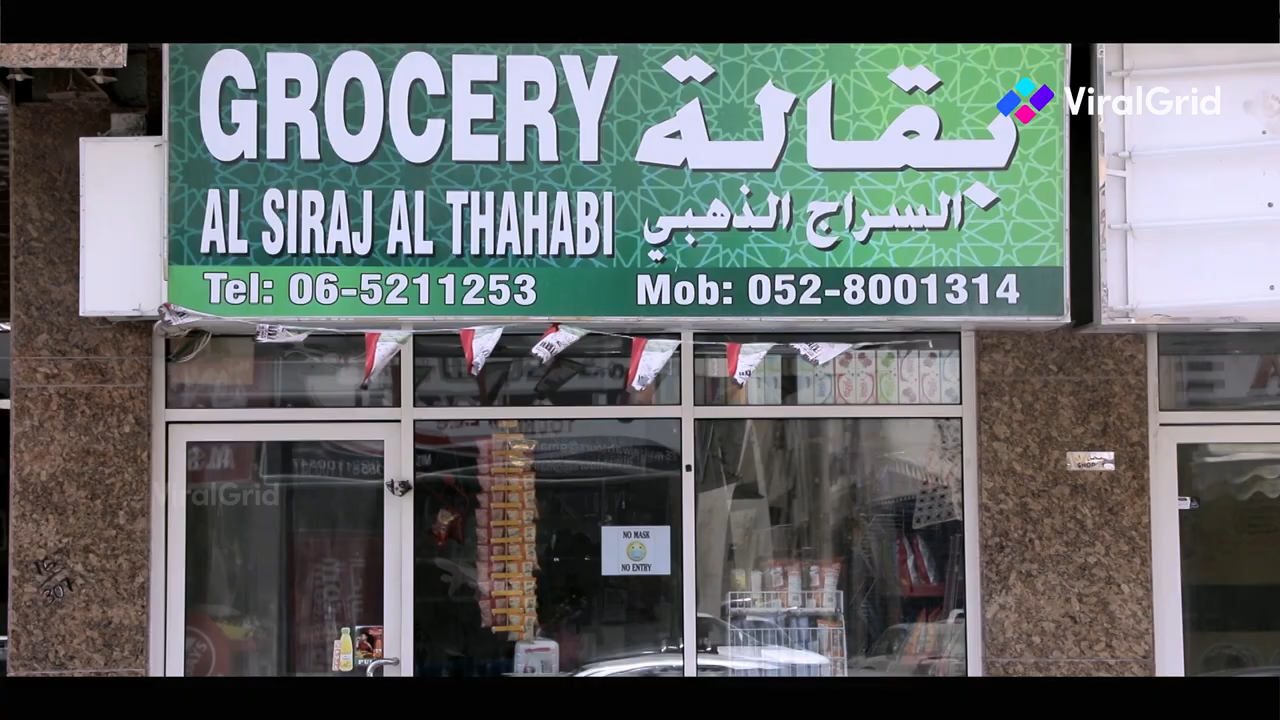 GROCERY بقالة
ViralGrid
AL SIRAJ AL THAHABI السراج الذهبي
Tel: 06-5211253 Mob: 052-8001314
SHOP
ViralGrid
NO MASK
NO ENTRY